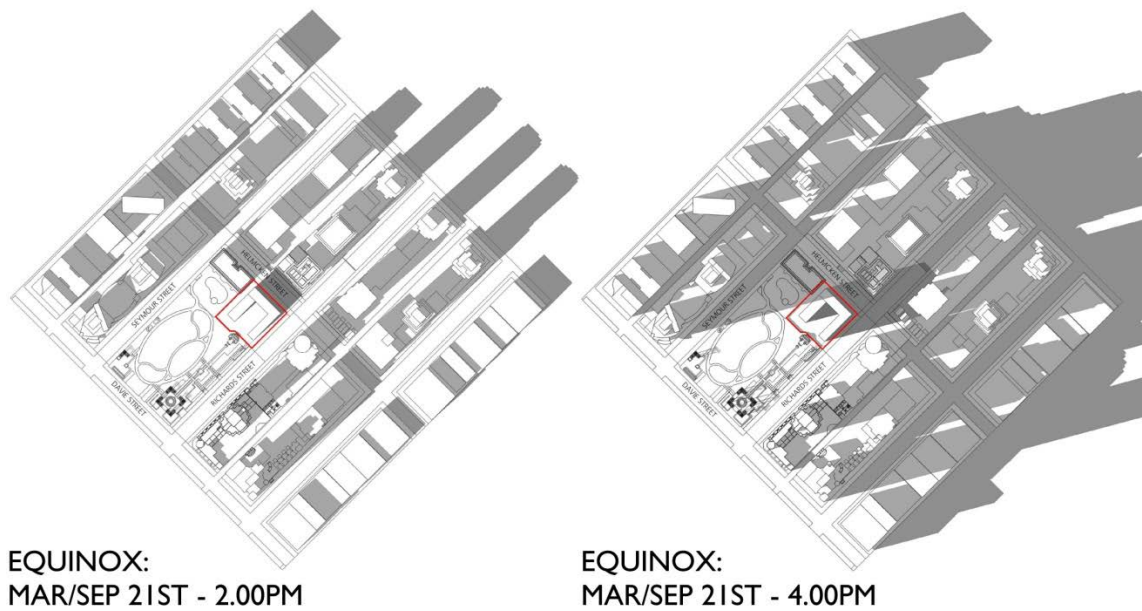 HELMCKEN STREET
SEYMOUR STREET
DAVIE STREET
RICHARDS STREET
EQUINOX:
MAR/SEP 21ST - 2.00PM
HELMCKEN STREET
SEYMOUR STREET
DAVIE STREET
RICHARDS STREET
EQUINOX:
MAR/SEP 21ST - 4.00PM